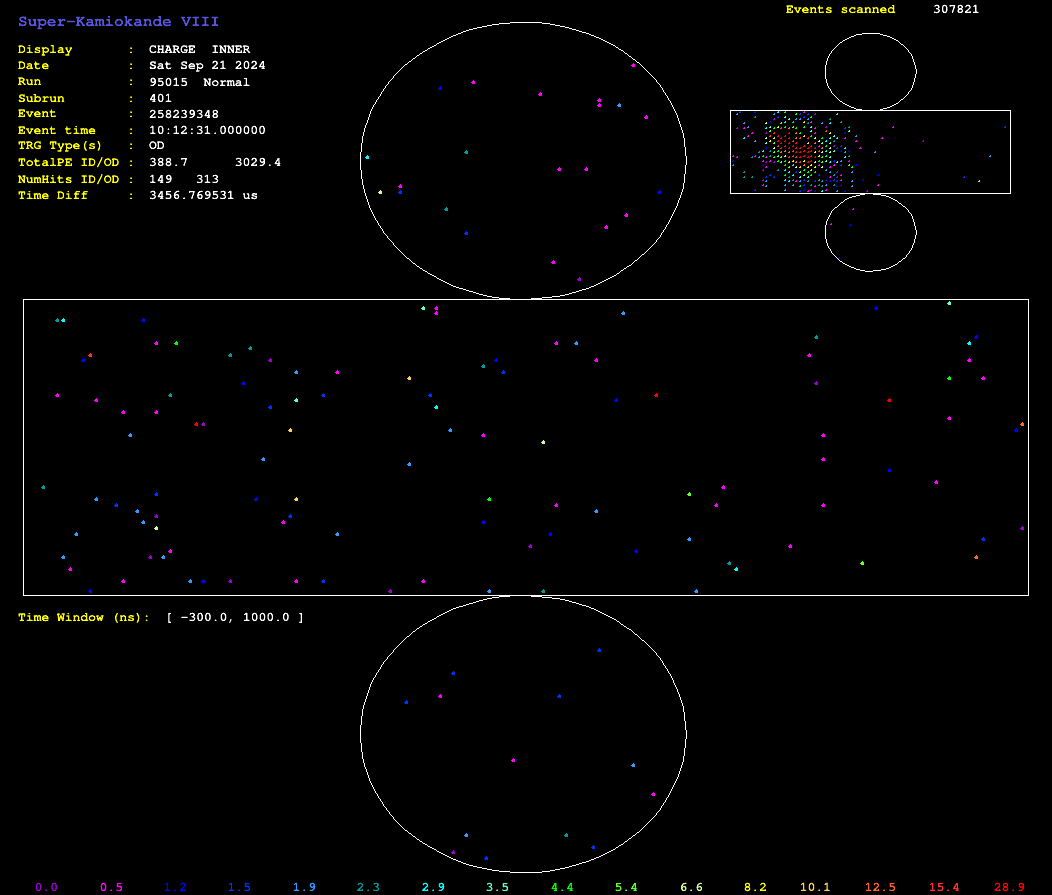 Super-Kamiokande VIII
Events scanned 307821
Display : CHARGE INNER
Date : Sat Sep 21 2024
Run : 95015 Normal
Subrun : 401
Event : 258239348
Event time : 10:12:31.000000
TRG Type(s) : OD
TotalPE ID/OD : 388.7 3029.4
NumHits ID/OD : 149 313
Time Diff : 3456.769531 us
Time Window (ns): [ -300.0, 1000.0 ]
0.0 0.5 1.2 1.5 1.9 2.3 2.9 3.5 4.4 5.4 6.6 8.2 10.1 12.5 15.4 28.9